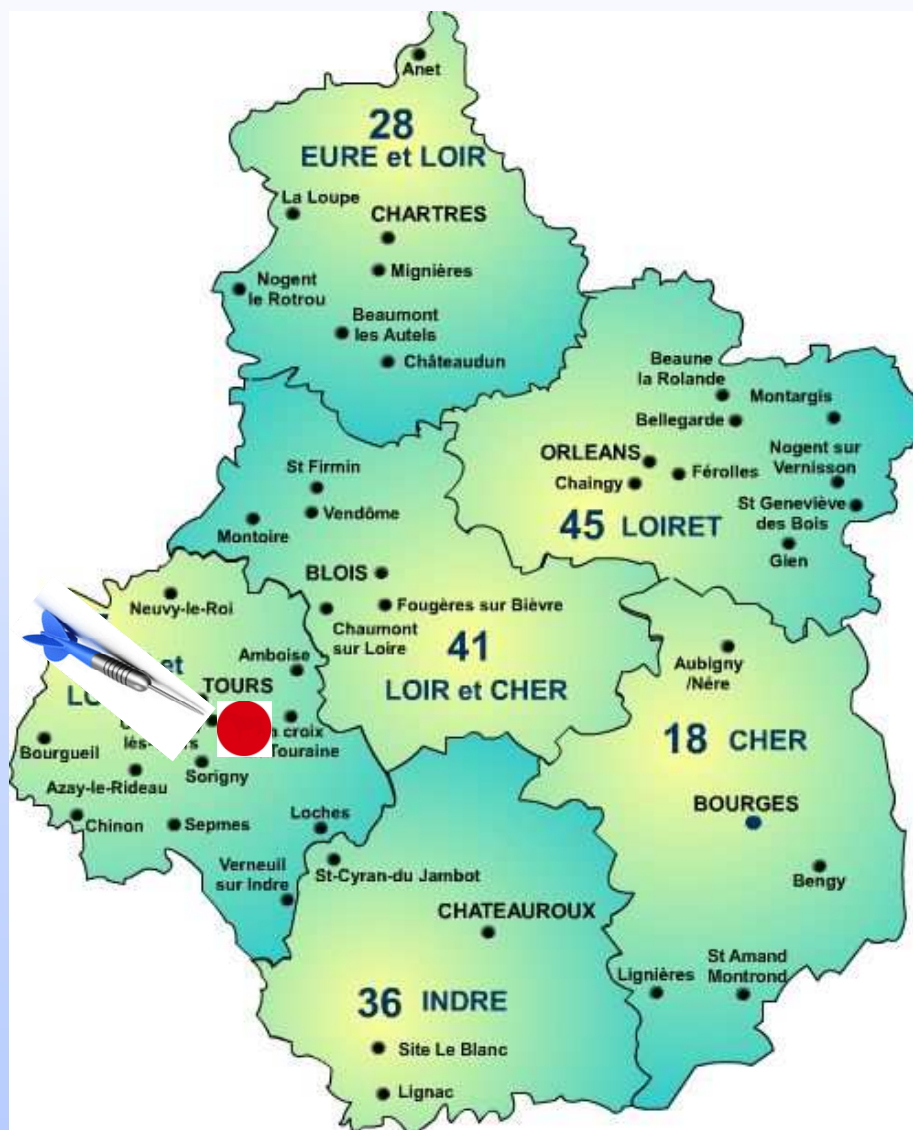 Anet
28
EURE et LOIR
La Loupe
CHARTRES
Mignières
Nogent
le Rotrou
Beaumont
les Autels
Châteaudun
Beaune
la Rolande
Montargis
Bellegarde
ORLEANS
Férolles
Nogent sur
Vernisson
Chaingy
St Geneviève
des Bois
45 LOIRET
Gien
St Firmin
Vendôme
Montoire
BLOIS
Fougères sur Bièvre
Chaumont
sur Loire
41
LOIR et CHER
Neuvy-le-Roi
Amboise
et
TOURS
croix
Touraine
Bourgueil
Sorigny
Azay-le-Rideau
Chinon
Sepmes
Loches
Verneuil
sur Indre
Aubigny
/Nére
18 CHER
BOURGES
Bengy
St Amand
Montrond
Lignières
St-Cyran-du Jambot
CHATEAUROUX
36 INDRE
Site Le Blanc
Lignac